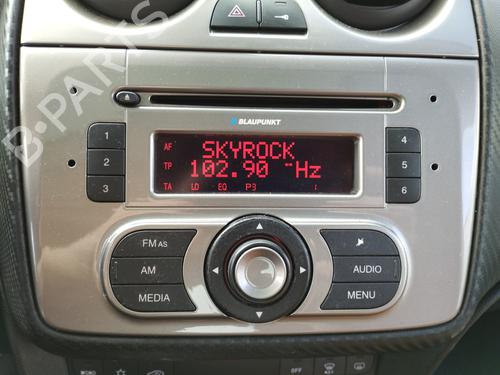 B-PARTS
BLAUPUNKT
1
2
3
4
5
6
AF SKYROCK
TP 102.90 MHz
TA LD EQ P3
FM AS
AM
MEDIA
AUDIO
MENU
OFF